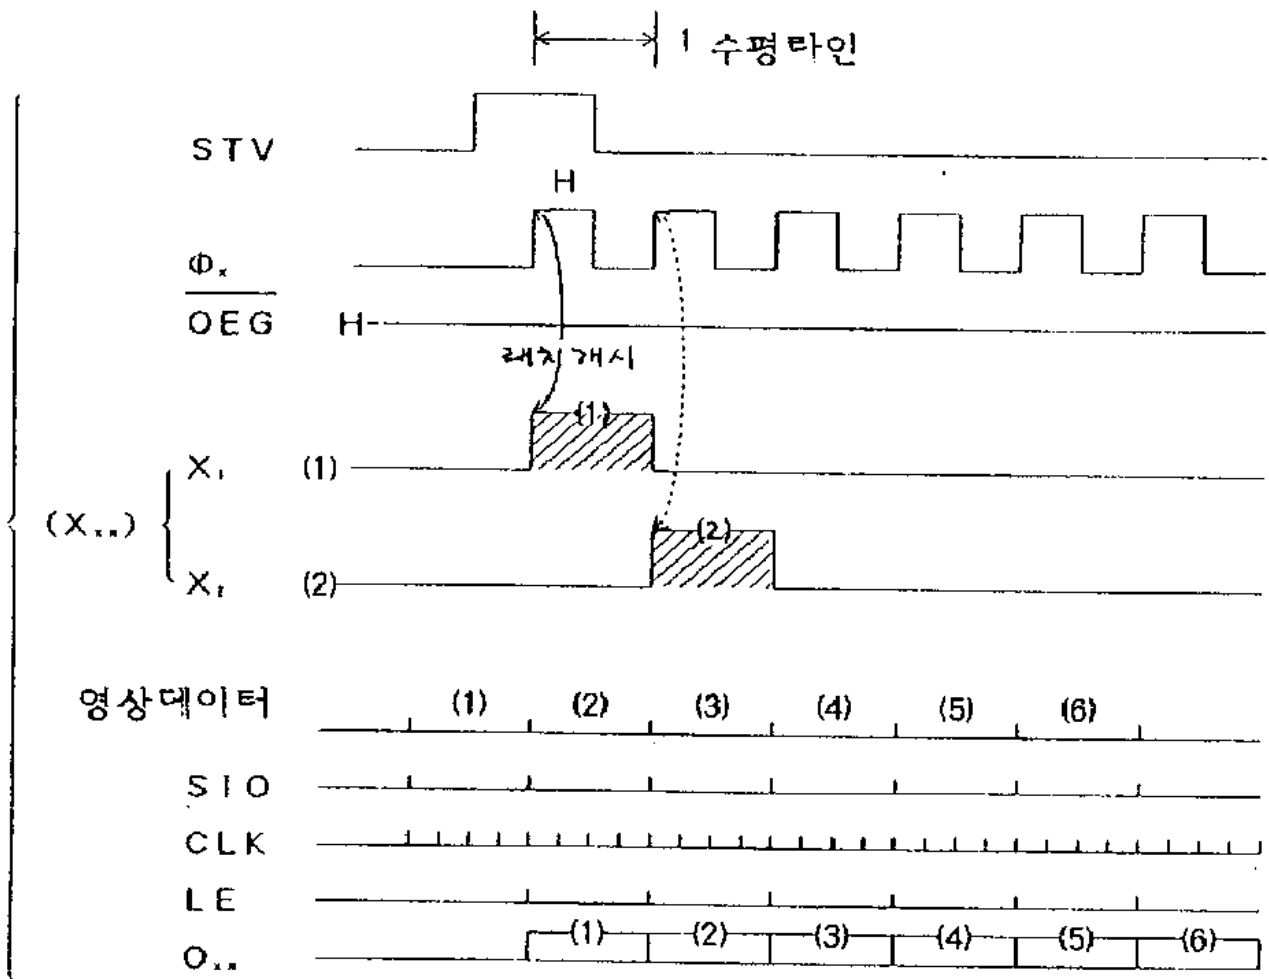 1 수평라인
STV
H
Φx
OEG H
래치개시
(1)
X₁ (1)
(2)
X₂ (2)
영상데이터 (1) (2) (3) (4) (5) (6)
SIO
CLK
LE
(1) (2) (3) (4) (5) (6)